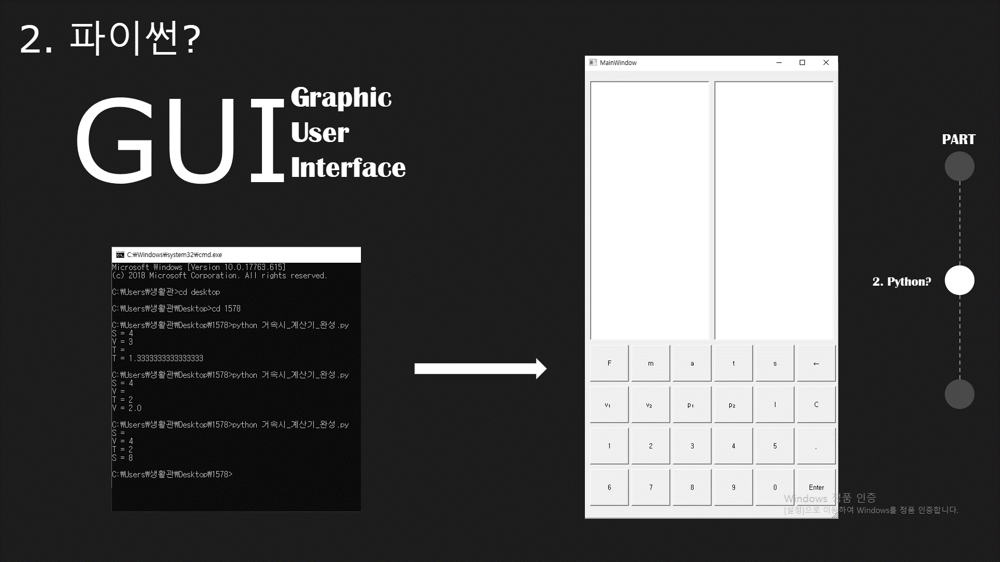 2. 파이썬?
GUI
Graphic
User
Interface
C:₩Windows₩system32₩cmd.exe
Microsoft Windows [Version 10.0.17763.615]
(c) 2018 Microsoft Corporation. All rights reserved.
C:₩Users₩생활관>cd desktop
C:₩Users₩생활관₩Desktop>cd 1578
C:₩Users₩생활관₩Desktop₩1578>python 거속시_계산기_완성.py
S = 4
V = 3
T =
T = 1.3333333333333333
C:₩Users₩생활관₩Desktop₩1578>python 거속시_계산기_완성.py
S = 4
V =
T = 2
V = 2.0
C:₩Users₩생활관₩Desktop₩1578>python 거속시_계산기_완성.py
S =
V = 4
T = 2
S = 8
C:₩Users₩생활관₩Desktop₩1578>
MainWindow
F m a t s ←
v₁ v₂ p₁ p₂ I C
1 2 3 4 5 .
6 7 8 9 0 Enter
PART
2. Python?
Windows 정품 인증
[설정]으로 이동하여 Windows를 정품 인증합니다.